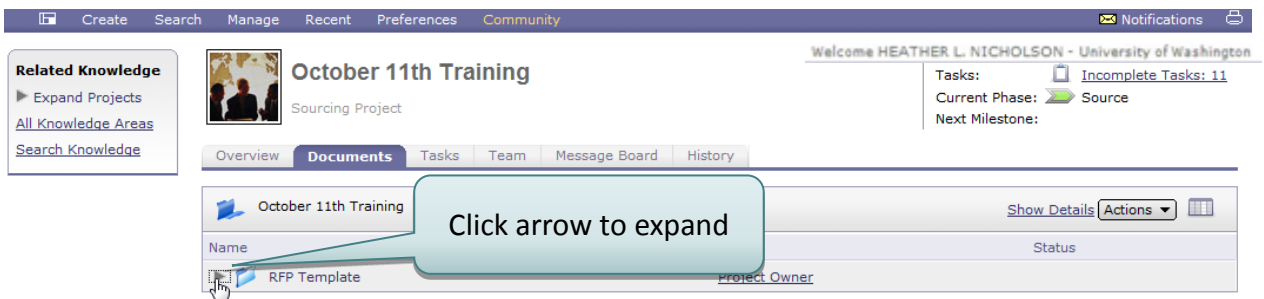 Create Search Manage Recent Preferences Community Notifications
Welcome HEATHER L. NICHOLSON - University of Washington
Related Knowledge
Expand Projects
All Knowledge Areas
Search Knowledge
October 11th Training
Sourcing Project
Tasks: Incomplete Tasks: 11
Current Phase: Source
Next Milestone:
Overview Documents Tasks Team Message Board History
October 11th Training Show Details Actions
Click arrow to expand
Name Status
RFP Template Project Owner